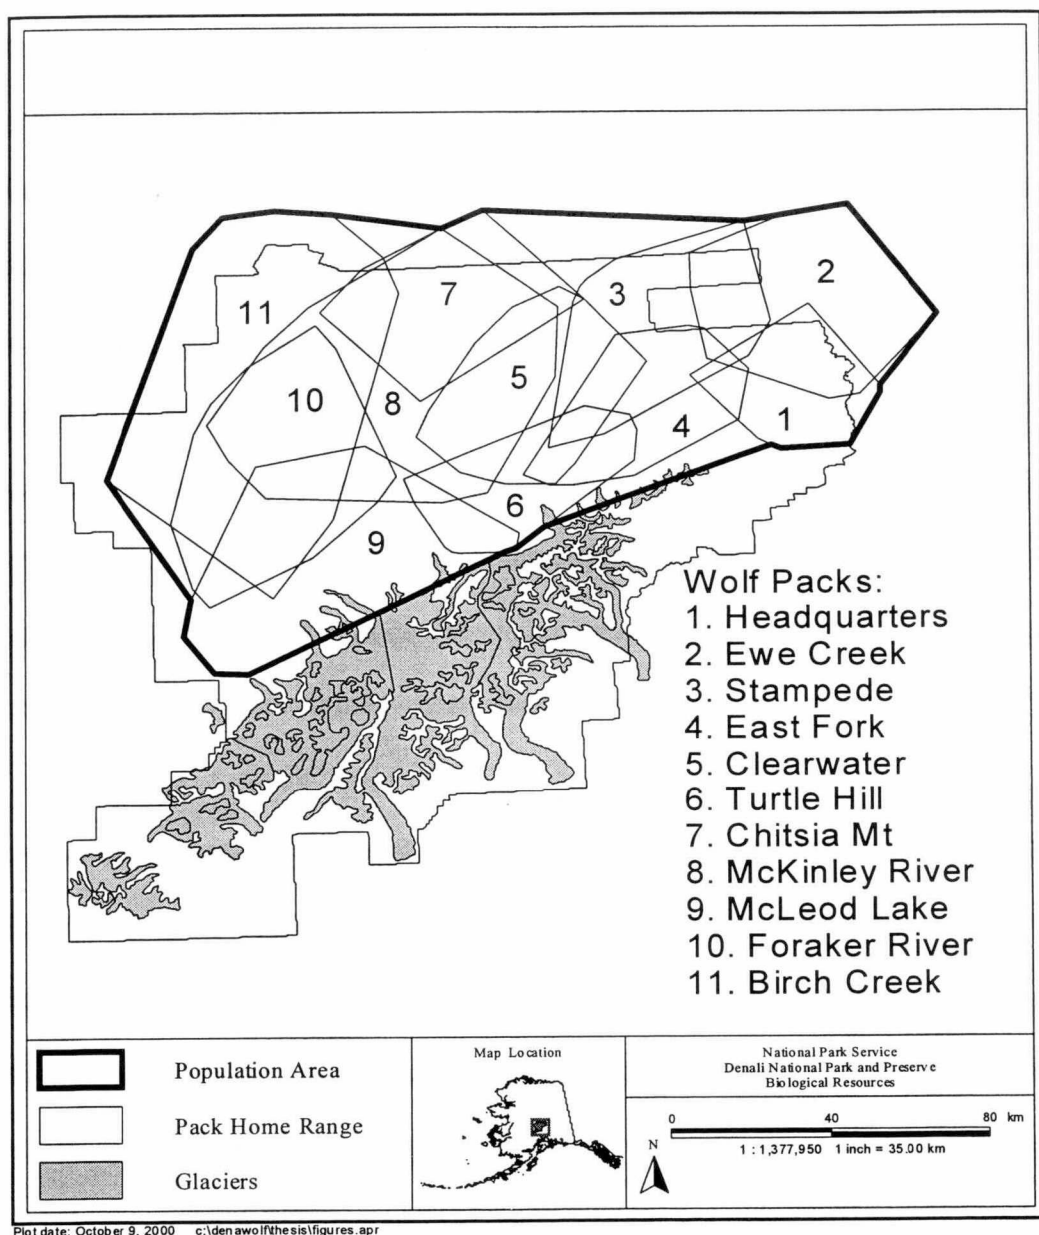 2
7
3
11
5
10
8
1
4
6
9
Wolf Packs:
1. Headquarters
2. Ewe Creek
3. Stampede
4. East Fork
5. Clearwater
6. Turtle Hill
7. Chitsia Mt
8. McKinley River
9. McLeod Lake
10. Foraker River
11. Birch Creek
Population Area
Pack Home Range
Glaciers
Map Location
National Park Service
Denali National Park and Preserve
Biological Resources
0 40 80 km
1 : 1,377,950 1 inch = 35.00 km
N
Plot date: October 9, 2000 c:\denawolf\thesis\figures.apr